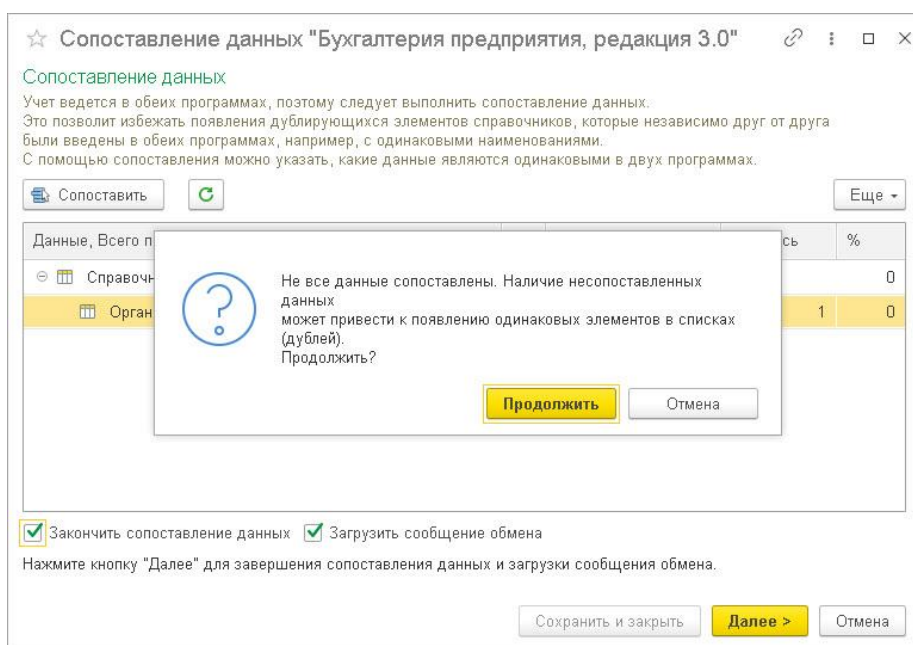 Сопоставление данных "Бухгалтерия предприятия, редакция 3.0"
Сопоставление данных
Учет ведется в обеих программах, поэтому следует выполнить сопоставление данных.
Это позволит избежать появления дублирующихся элементов справочников, которые независимо друг от друга
были введены в обеих программах, например, с одинаковыми наименованиями.
С помощью сопоставления можно указать, какие данные являются одинаковыми в двух программах.
Сопоставить
Еще
Данные, Всего п
сь %
Справочн 0
Орган 1 0
Не все данные сопоставлены. Наличие несопоставленных
данных
может привести к появлению одинаковых элементов в списках
(дублей).
Продолжить?
Продолжить Отмена
Закончить сопоставление данных Загрузить сообщение обмена
Нажмите кнопку "Далее" для завершения сопоставления данных и загрузки сообщения обмена.
Сохранить и закрыть Далее > Отмена